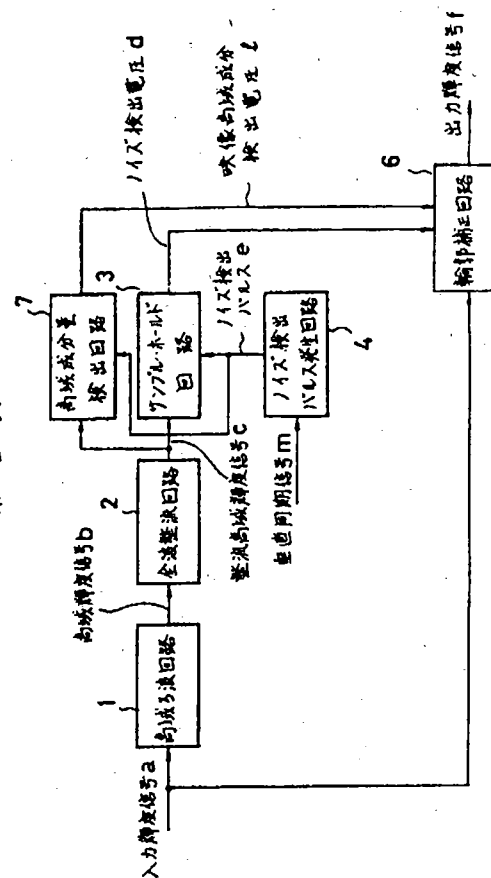 入力輝度信号a
1
高域ろ波回路
高域輝度信号b
2
全波整流回路
整流高域輝度信号c
7
高域成分量
検出回路
3
サンプル・ホールド
回路
ノイズ検出
パルスe
ノイズ検出
パルス発生回路
4
垂直同期信号m
ノイズ検出電圧d
映像高域成分
検出電圧l
6
輪郭補正回路
出力輝度信号f